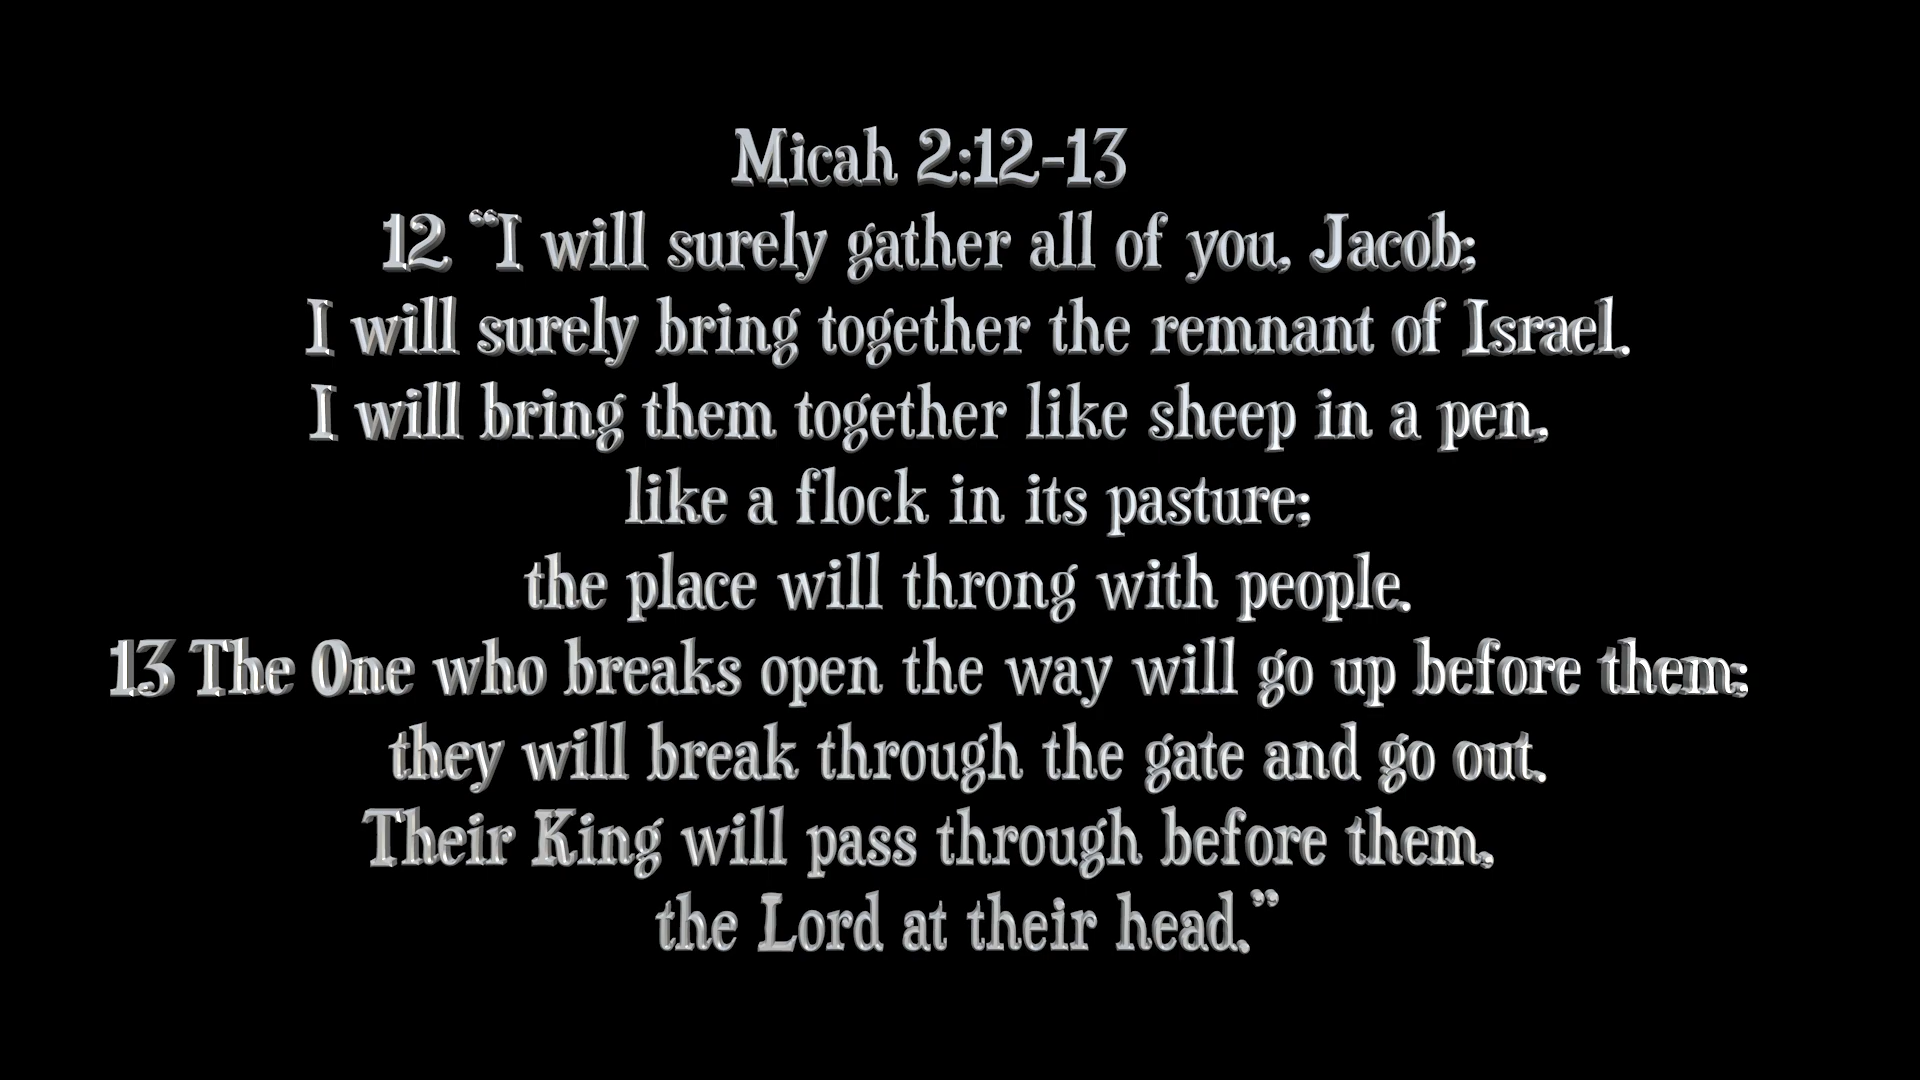 Micah 2:12-13
12 “I will surely gather all of you, Jacob;
I will surely bring together the remnant of Israel.
I will bring them together like sheep in a pen,
like a flock in its pasture;
the place will throng with people.
13 The One who breaks open the way will go up before them;
they will break through the gate and go out.
Their King will pass through before them,
the Lord at their head.”